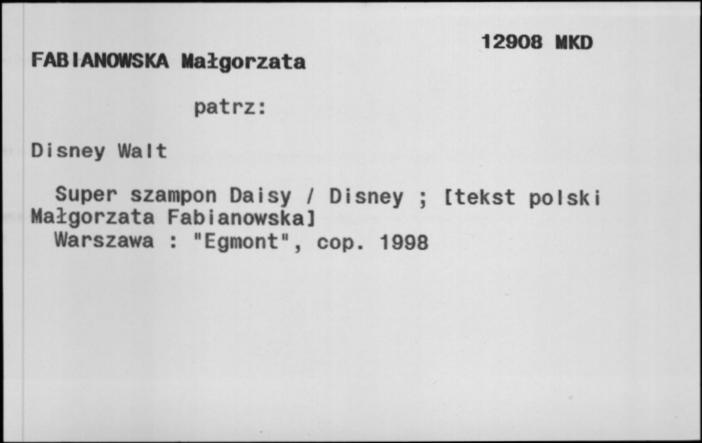 12908 MKD
FABIANOWSKA Małgorzata
patrz:
Disney Walt
Super szampon Daisy / Disney ; [tekst polski
Małgorzata Fabianowska]
Warszawa : "Egmont", cop. 1998